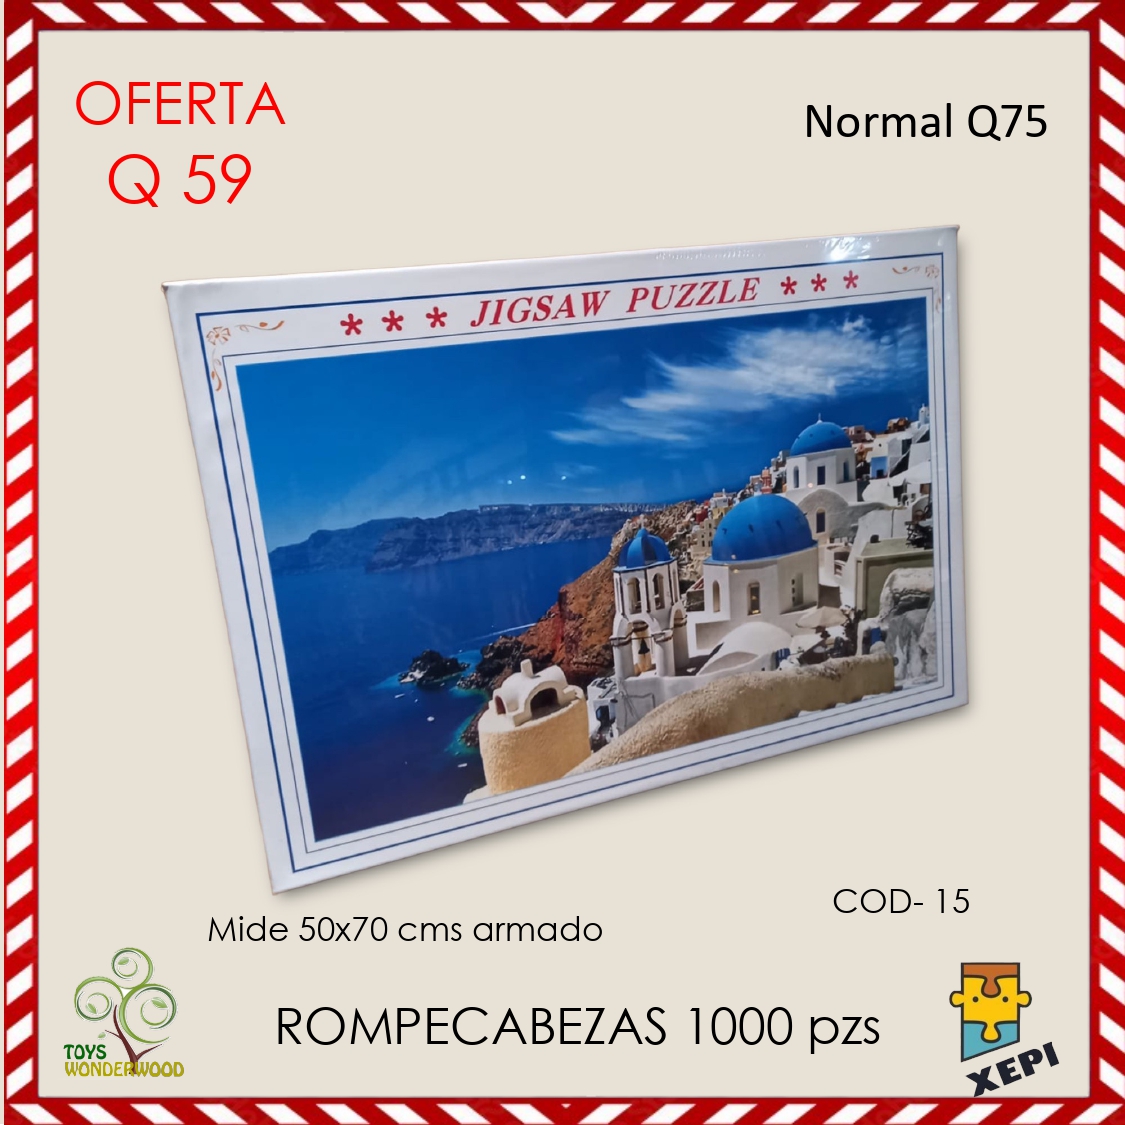 OFERTA
Q 59
Normal Q75
*** JIGSAW PUZZLE ***
COD- 15
Mide 50x70 cms armado
ROMPECABEZAS 1000 pzs
TOYS
WONDERWOOD
XEPI